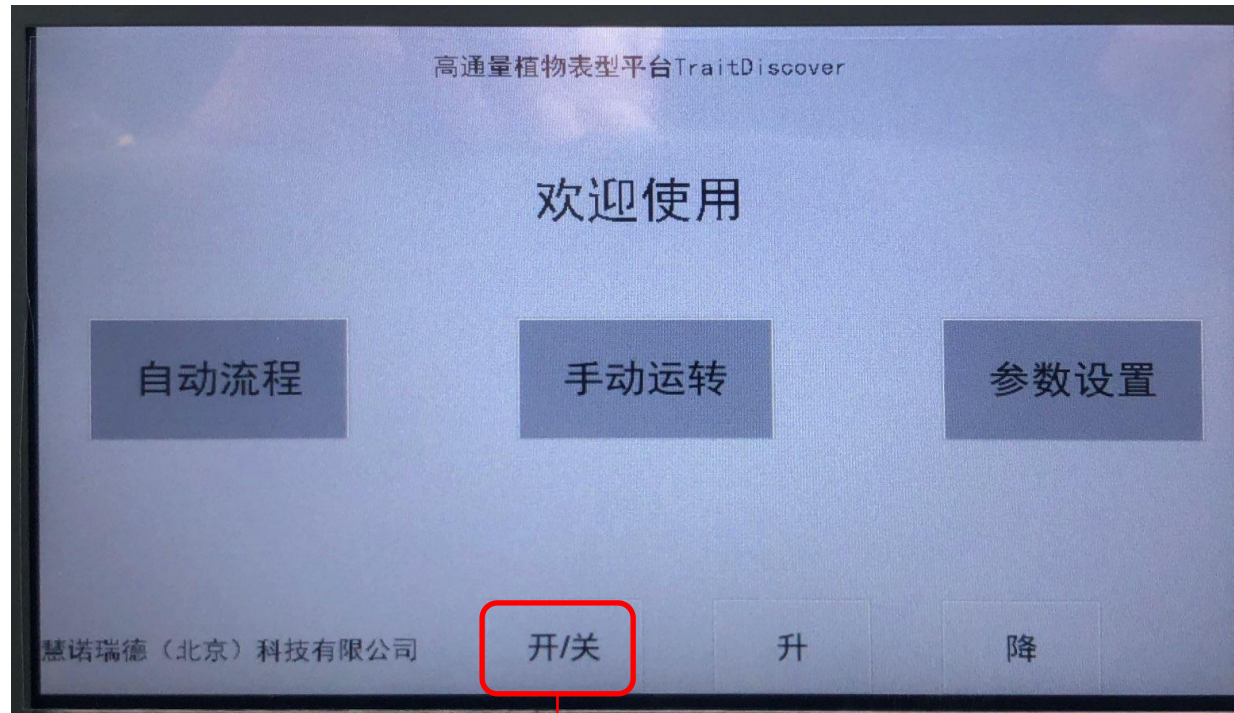 高通量植物表型平台TraitDiscover
欢迎使用
自动流程
手动运转
参数设置
慧诺瑞德（北京）科技有限公司
开/关
升
降